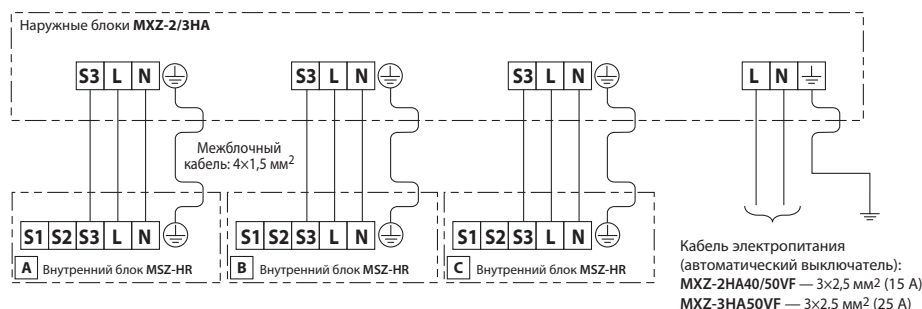 Наружные блоки MXZ-2/3HA
S3 L N
S3 L N
S3 L N
L N
Межблочный
кабель: 4×1,5 мм²
S1 S2 S3 L N
S1 S2 S3 L N
S1 S2 S3 L N
A Внутренний блок MSZ-HR
B Внутренний блок MSZ-HR
C Внутренний блок MSZ-HR
Кабель электропитания
(автоматический выключатель):
MXZ-2HA40/50VF — 3×2,5 мм² (15 А)
MXZ-3HA50VF — 3×2,5 мм² (25 А)